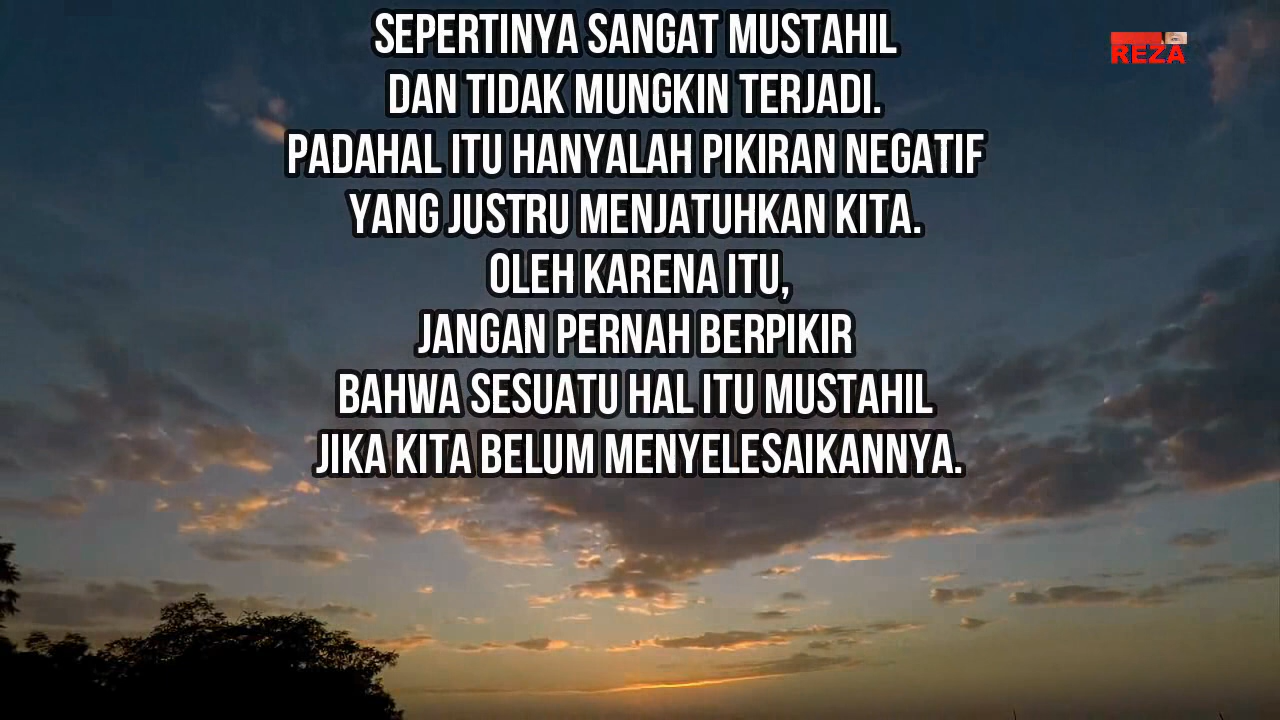 SEPERTINYA SANGAT MUSTAHIL
DAN TIDAK MUNGKIN TERJADI.
PADAHAL ITU HANYALAH PIKIRAN NEGATIF
YANG JUSTRU MENJATUHKAN KITA.
OLEH KARENA ITU,
JANGAN PERNAH BERPIKIR
BAHWA SESUATU HAL ITU MUSTAHIL
JIKA KITA BELUM MENYELESAIKANNYA.
REZA